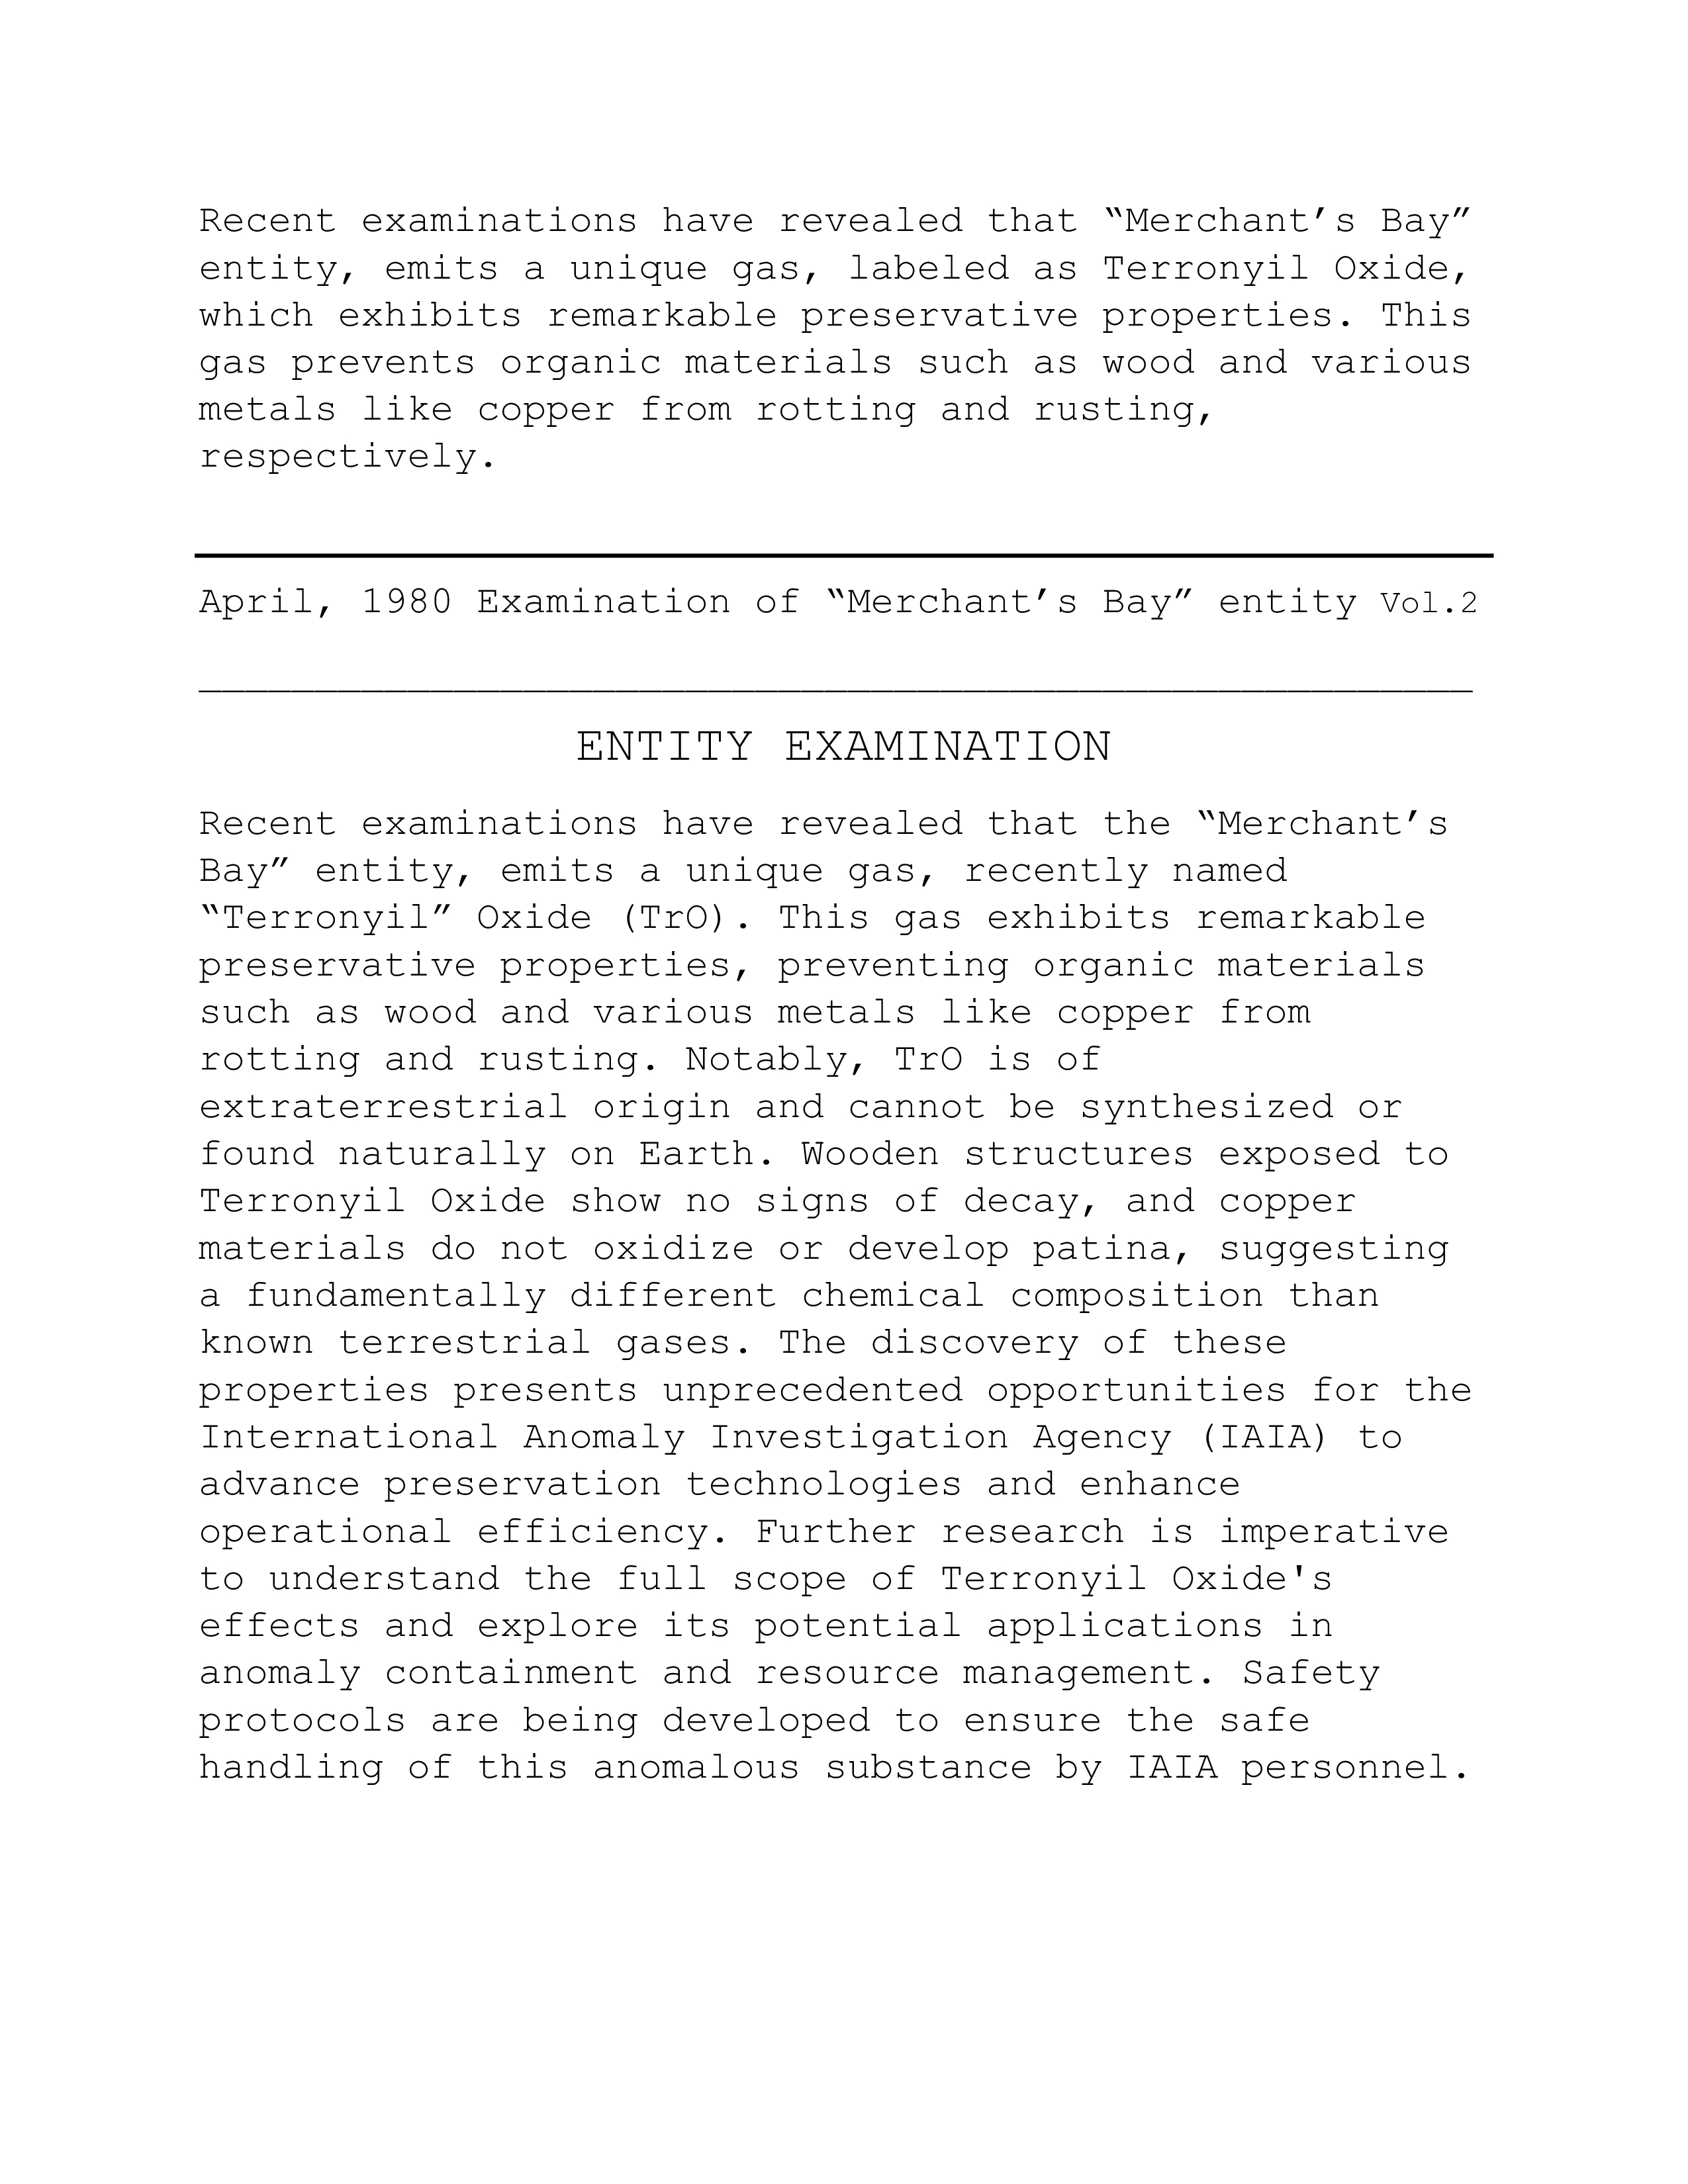 Recent examinations have revealed that “Merchant’s Bay”
entity, emits a unique gas, labeled as Terronyil Oxide,
which exhibits remarkable preservative properties. This
gas prevents organic materials such as wood and various
metals like copper from rotting and rusting,
respectively.
April, 1980 Examination of “Merchant’s Bay” entity Vol.2
ENTITY EXAMINATION
Recent examinations have revealed that the “Merchant’s
Bay” entity, emits a unique gas, recently named
“Terronyil” Oxide (TrO). This gas exhibits remarkable
preservative properties, preventing organic materials
such as wood and various metals like copper from
rotting and rusting. Notably, TrO is of
extraterrestrial origin and cannot be synthesized or
found naturally on Earth. Wooden structures exposed to
Terronyil Oxide show no signs of decay, and copper
materials do not oxidize or develop patina, suggesting
a fundamentally different chemical composition than
known terrestrial gases. The discovery of these
properties presents unprecedented opportunities for the
International Anomaly Investigation Agency (IAIA) to
advance preservation technologies and enhance
operational efficiency. Further research is imperative
to understand the full scope of Terronyil Oxide's
effects and explore its potential applications in
anomaly containment and resource management. Safety
protocols are being developed to ensure the safe
handling of this anomalous substance by IAIA personnel.